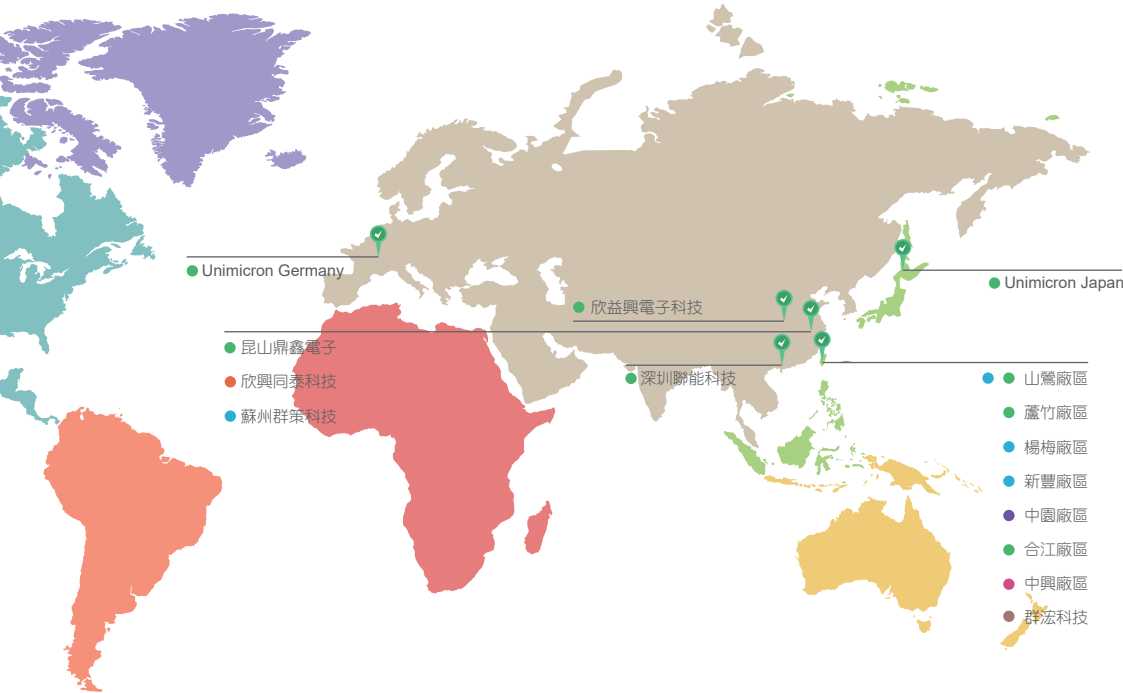 Unimicron Germany
Unimicron Japan
欣益興電子科技
昆山鼎鑫電子
欣興同泰科技
蘇州群策科技
深圳聯能科技
山鶯廠區
蘆竹廠區
楊梅廠區
新豐廠區
中園廠區
合江廠區
中興廠區
群浤科技